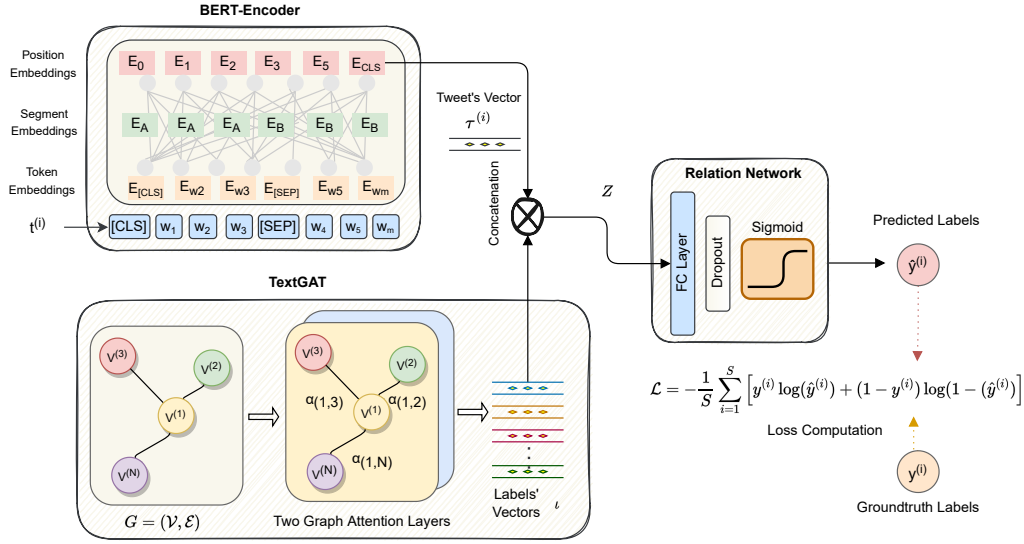 BERT-Encoder
Position
Embeddings
E0 E1 E2 E3 E5 ECLS
Segment
Embeddings
EA EA EA EB EB EB
Token
Embeddings
E[CLS] Ew2 Ew3 E[SEP] Ew5 Ewm
t(i)
[CLS] w1 w2 w3 [SEP] w4 w5 wm
Tweet's Vector
τ(i)
Concatenation
Z
Relation Network
FC Layer
Dropout
Sigmoid
Predicted Labels
ŷ(i)
TextGAT
V(3) V(2)
V(1)
V(N)
G = (𝒱, ℰ)
V(3) V(2)
α(1,3) V(1) α(1,2)
V(N) α(1,N)
Two Graph Attention Layers
Labels'
Vectors ι
ℒ = −1/S ∑_{i=1}^{S} [y(i) log(ŷ(i)) + (1 − y(i)) log(1 − (ŷ(i))]
Loss Computation
y(i)
Groundtruth Labels